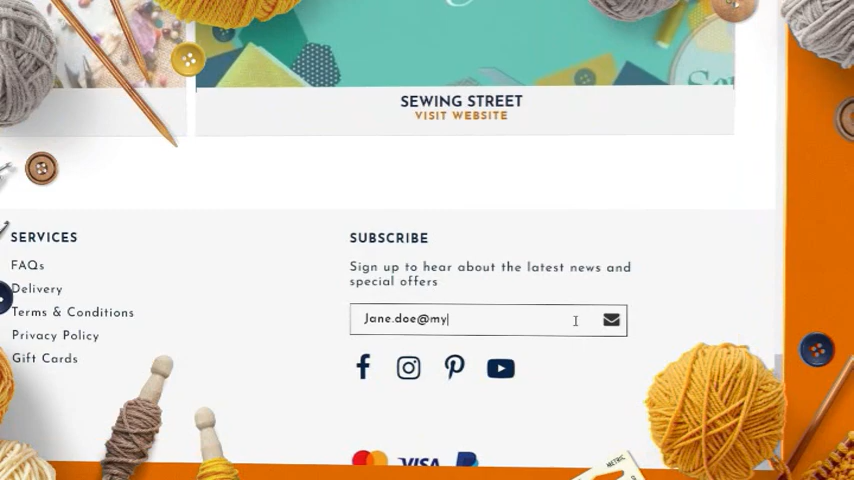 SEWING STREET
VISIT WEBSITE
SERVICES
FAQs
Delivery
Terms & Conditions
Privacy Policy
Gift Cards
SUBSCRIBE
Sign up to hear about the latest news and
special offers
Jane.doe@my
VISA
METRIC